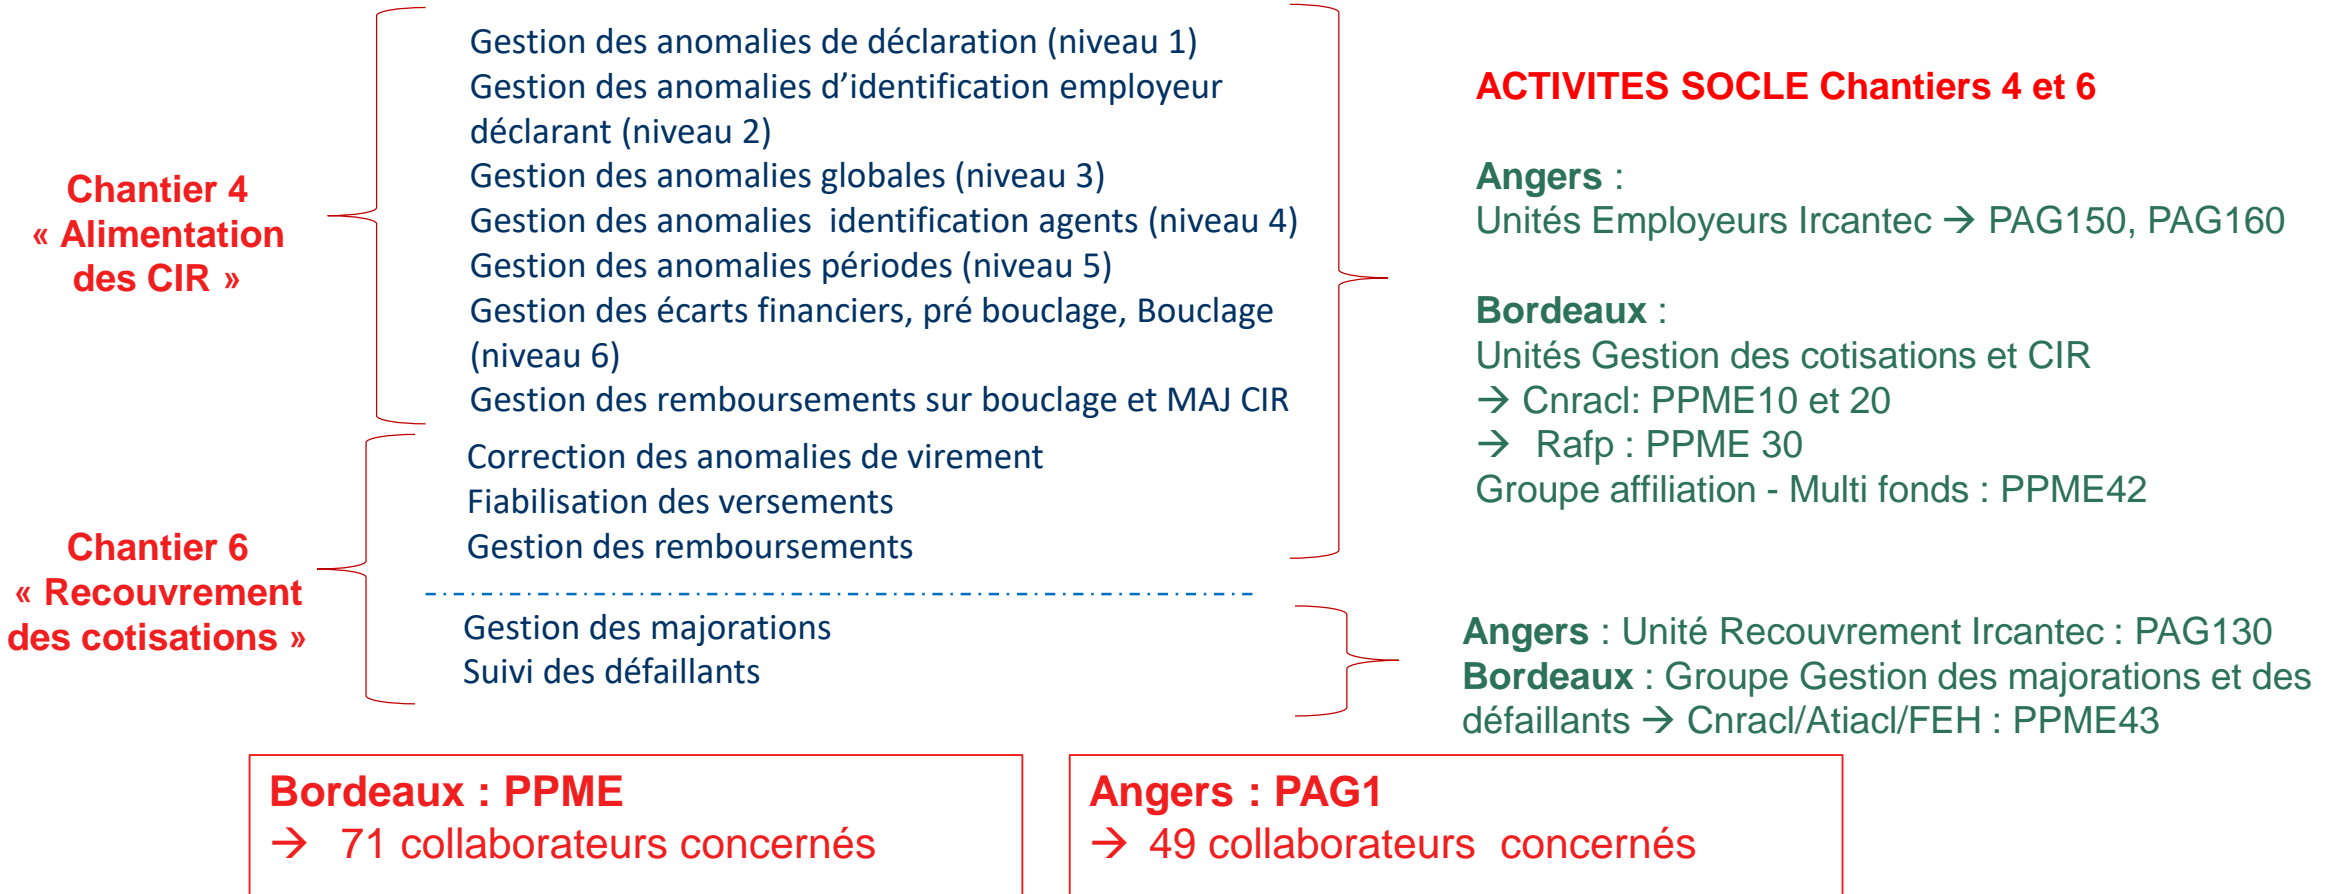 Chantier 4
« Alimentation
des CIR »
Gestion des anomalies de déclaration (niveau 1)
Gestion des anomalies d’identification employeur
déclarant (niveau 2)
Gestion des anomalies globales (niveau 3)
Gestion des anomalies  identification agents (niveau 4)
Gestion des anomalies périodes (niveau 5)
Gestion des écarts financiers, pré bouclage, Bouclage
(niveau 6)
Gestion des remboursements sur bouclage et MAJ CIR
Chantier 6
« Recouvrement
des cotisations »
Correction des anomalies de virement
Fiabilisation des versements
Gestion des remboursements
Gestion des majorations
Suivi des défaillants
ACTIVITES SOCLE Chantiers 4 et 6
Angers :
Unités Employeurs Ircantec → PAG150, PAG160
Bordeaux :
Unités Gestion des cotisations et CIR
→ Cnracl: PPME10 et 20
→ Rafp : PPME 30
Groupe affiliation - Multi fonds : PPME42
Angers : Unité Recouvrement Ircantec : PAG130
Bordeaux : Groupe Gestion des majorations et des
défaillants → Cnracl/Atiacl/FEH : PPME43
Bordeaux : PPME
→ 71 collaborateurs concernés
Angers : PAG1
→ 49 collaborateurs  concernés